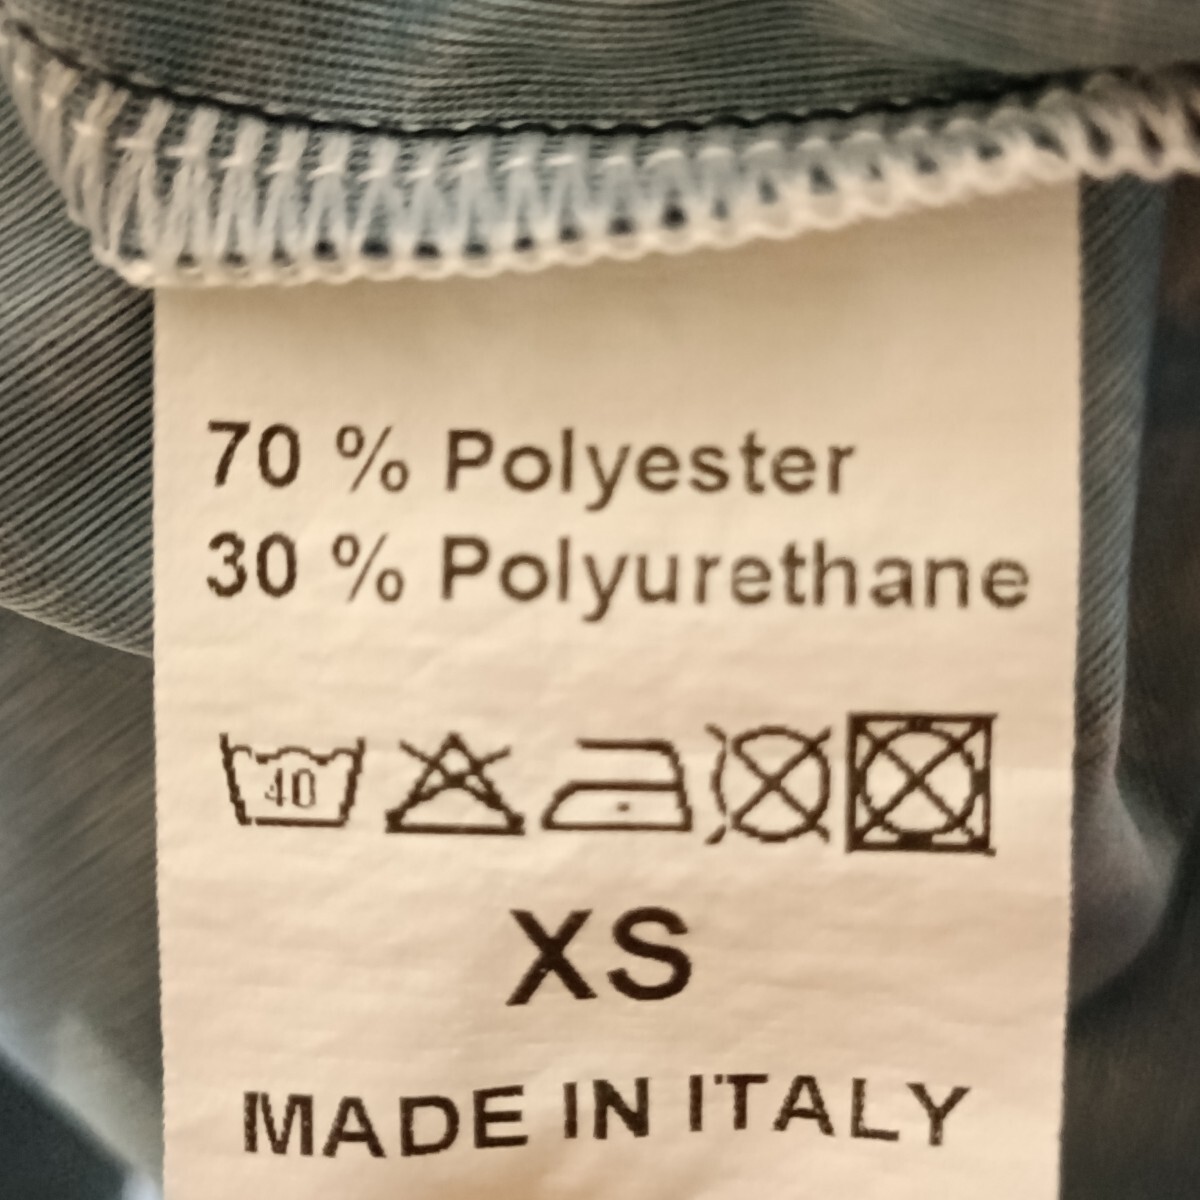 70 % Polyester
30 % Polyurethane
40
XS
MADE IN ITALY